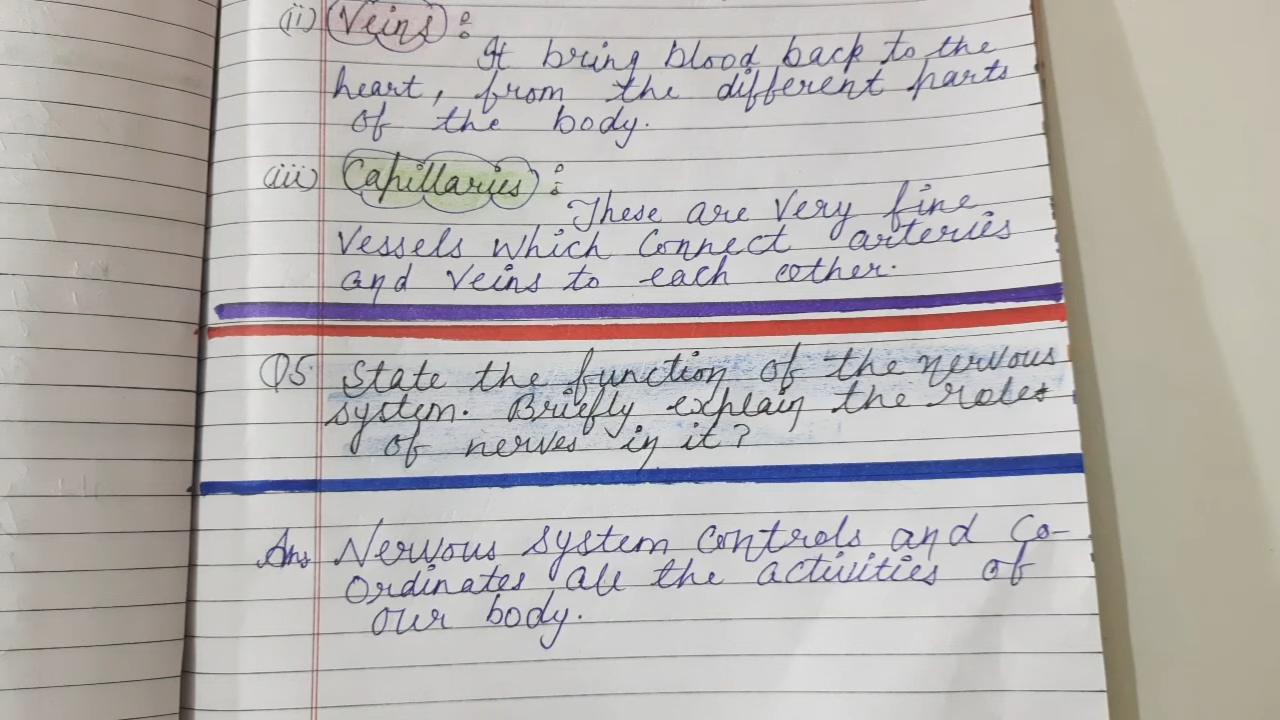 (ii) Veins :
It bring blood back to the
heart, from the different parts
of the body.
(iii) Capillaries :
These are very fine
vessels which connect arteries
and veins to each oother.
Q5 State the function of the nervous
system. Briefly explain the roles
of nerves in it?
Ans Nervous system controls and Co-
ordinates all the activities of
our body.